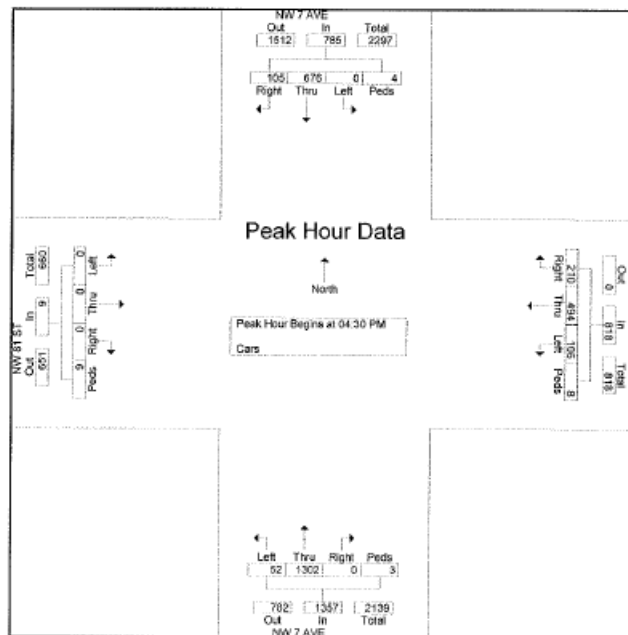 NW 7 AVE
Out In Total
1512 785 2297
105 676 0 4
Right Thru Left Peds
Peak Hour Data
North
Peak Hour Begins at 04:30 PM
Cars
NW 81 ST
Out In Total
651 9 660
0 0 0 9
Left Thru Right Peds
Right Thru Left Peds
210 494 106 8
Out In Total
0 818 818
Left Thru Right Peds
52 1302 0 3
782 1357 2139
Out In Total
NW 7 AVE